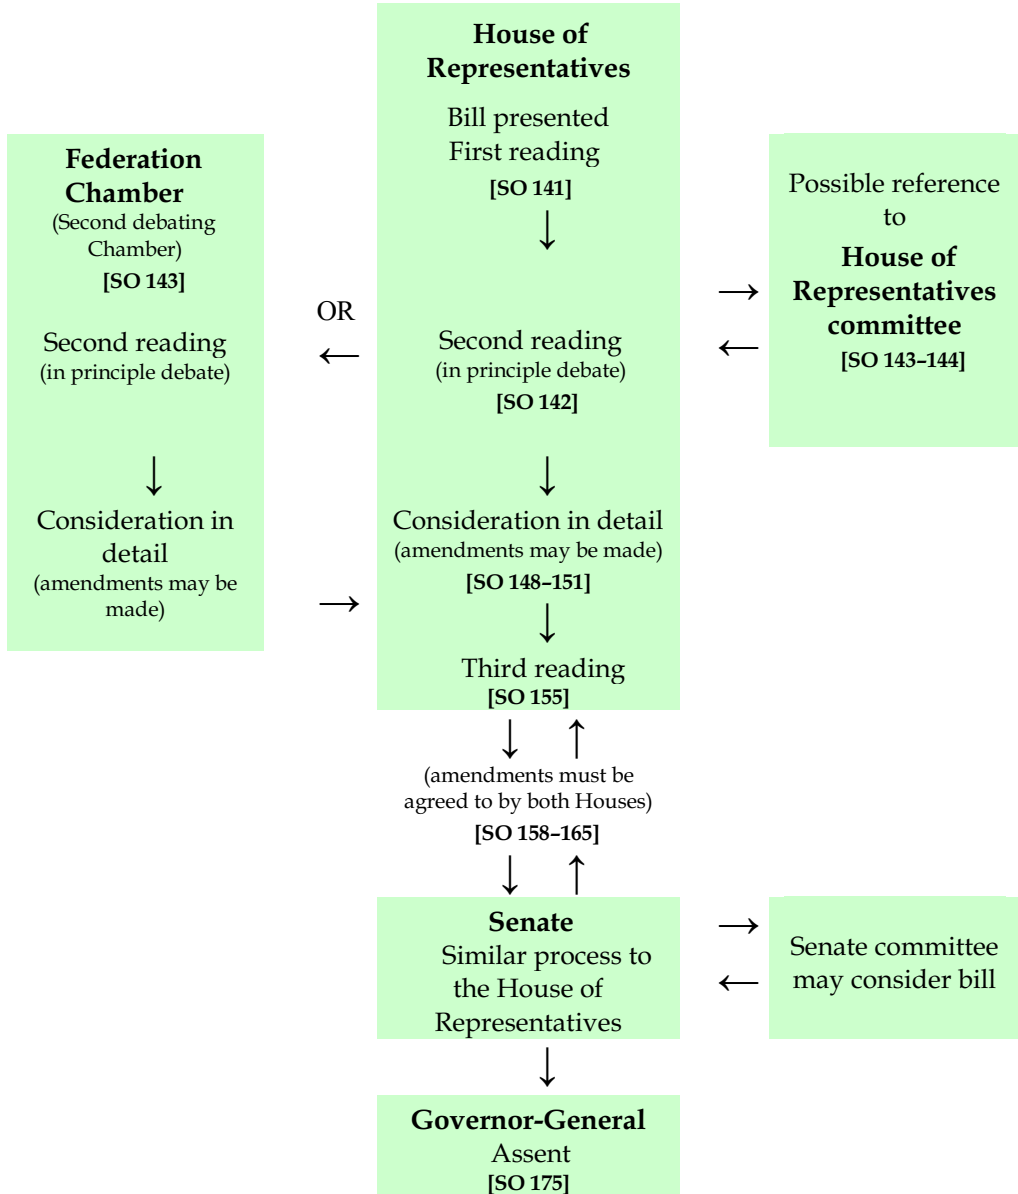 House of
Representatives
Bill presented
First reading
[SO 141]
↓
Federation
Chamber
(Second debating
Chamber)
[SO 143]
Second reading
(in principle debate)
↓
Consideration in
detail
(amendments may be
made)
OR
←
→
Second reading
(in principle debate)
[SO 142]
↓
Consideration in detail
(amendments may be made)
[SO 148–151]
↓
Third reading
[SO 155]
→
←
Possible reference
to
House of
Representatives
committee
[SO 143–144]
↓ ↑
(amendments must be
agreed to by both Houses)
[SO 158–165]
↓ ↑
Senate
Similar process to
the House of
Representatives
→
←
Senate committee
may consider bill
↓
Governor-General
Assent
[SO 175]